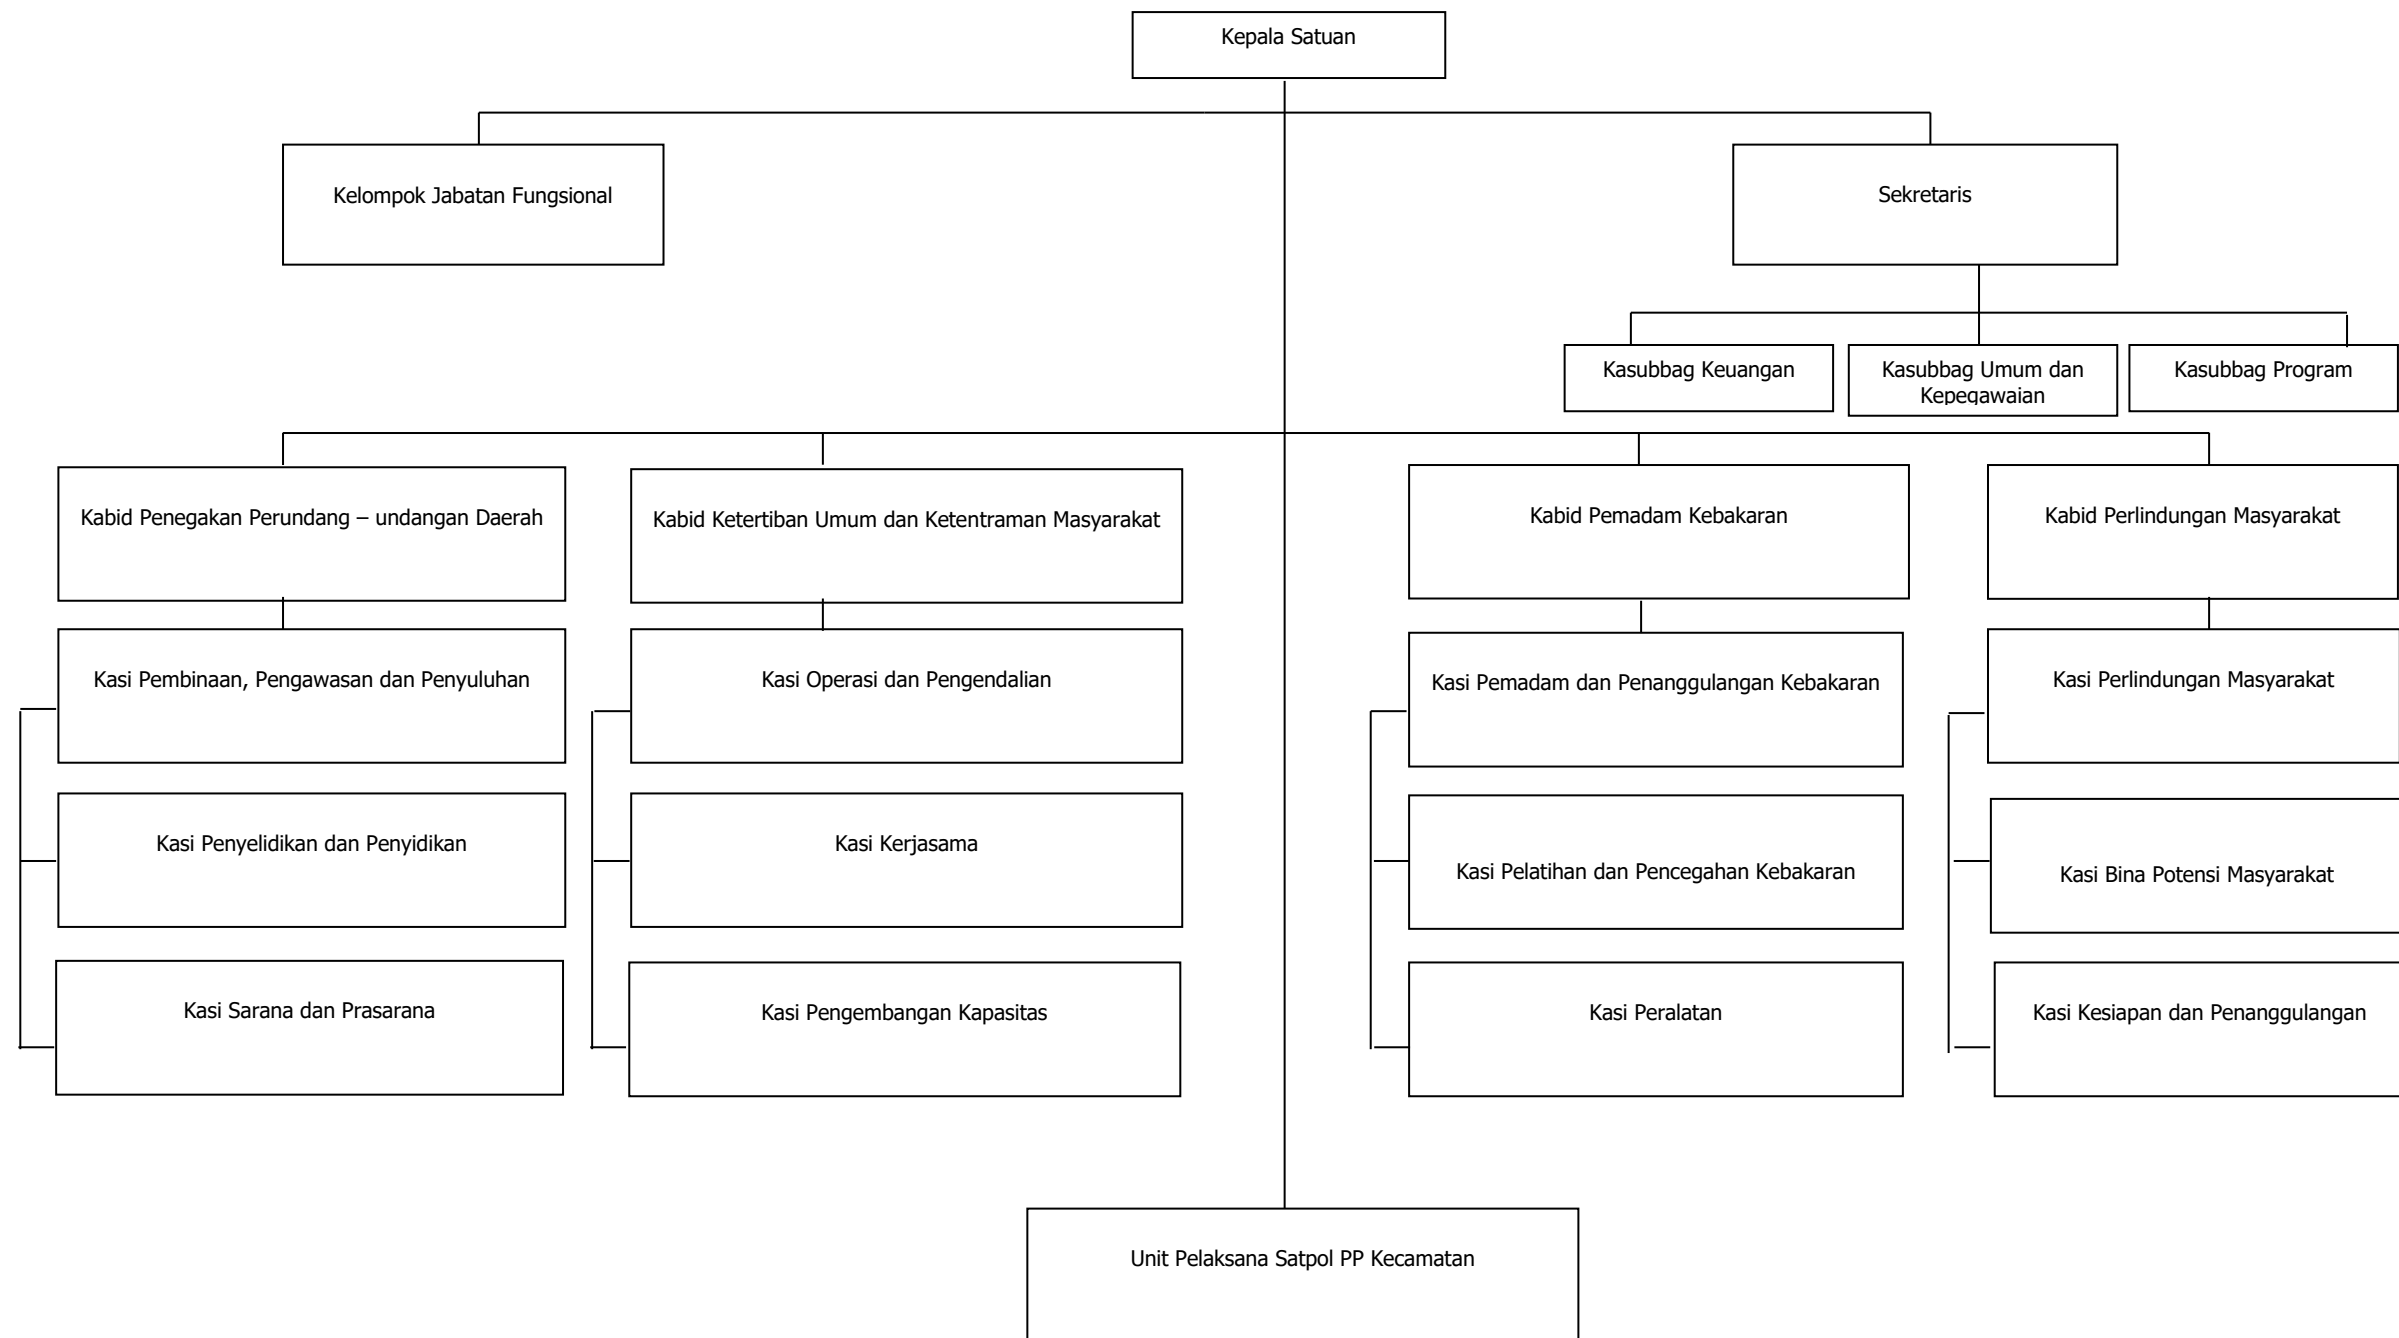 Kepala Satuan
Kelompok Jabatan Fungsional
Sekretaris
Kasubbag Keuangan
Kasubbag Umum dan
Kepegawaian
Kasubbag Program
Kabid Penegakan Perundang – undangan Daerah
Kabid Ketertiban Umum dan Ketentraman Masyarakat
Kabid Pemadam Kebakaran
Kabid Perlindungan Masyarakat
Kasi Pembinaan, Pengawasan dan Penyuluhan
Kasi Operasi dan Pengendalian
Kasi Pemadam dan Penanggulangan Kebakaran
Kasi Perlindungan Masyarakat
Kasi Penyelidikan dan Penyidikan
Kasi Kerjasama
Kasi Pelatihan dan Pencegahan Kebakaran
Kasi Bina Potensi Masyarakat
Kasi Sarana dan Prasarana
Kasi Pengembangan Kapasitas
Kasi Peralatan
Kasi Kesiapan dan Penanggulangan
Unit Pelaksana Satpol PP Kecamatan